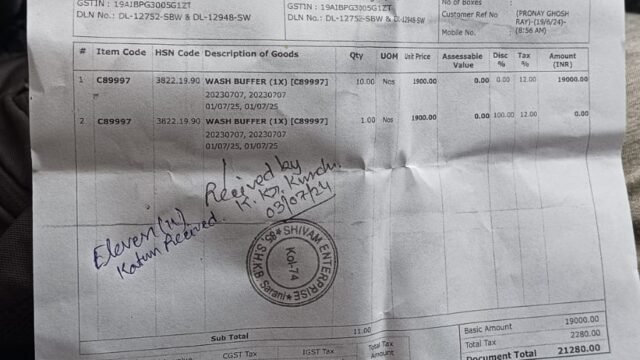 GSTIN : 19AIBPG3005G1ZT
DLN No.: DL-12752-SBW & DL-12948-SW
GSTIN : 19AIBPG3005G1ZT
DLN No.: DL-12752-SBW & DL-12948-SW
No of Boxes
Customer Ref No
(PRONAY GHOSH
RAY)-(19/6/24)-
(8:56 AM)
Mobile No.
# Item Code HSN Code Description of Goods Qty UOM Unit Price Assessable Value Disc % Tax % Amount (INR)
1 C89997 3822.19.90 WASH BUFFER (1X) [C89997] 10.00 Nos 1900.00 0.00 0.00 12.00 19000.00
20230707, 20230707
01/07/25, 01/07/25
2 C89997 3822.19.90 WASH BUFFER (1X) [C89997] 1.00 Nos 1900.00 0.00 100.00 12.00 0.00
20230707, 20230707
01/07/25, 01/07/25
Received by
03/07/24
Eleven
Received
SHIVAM ENTERPRISE
Kol-74
Sarani
Sub Total 11.00
Basic Amount 19000.00
Total Tax 2280.00
Document Total 21280.00
CGST Tax
IGST Tax
Total Tax
Amount